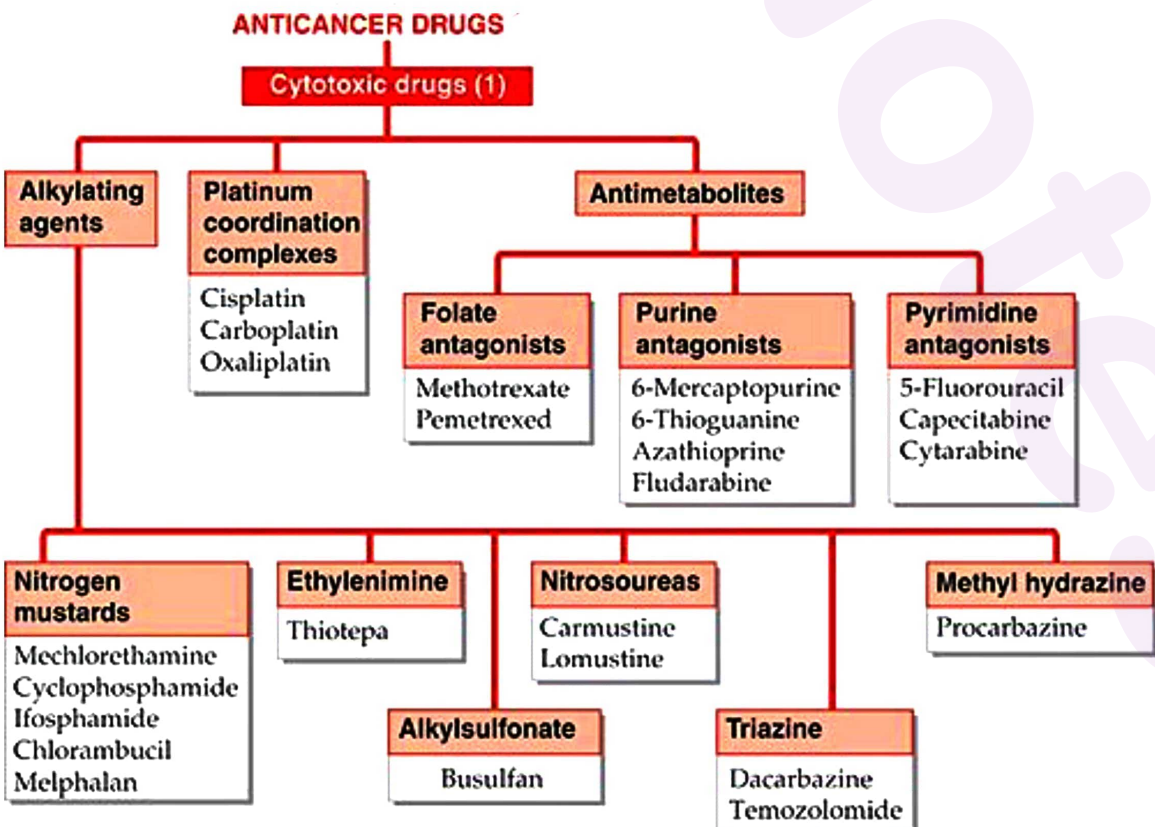 ANTICANCER DRUGS
Cytotoxic drugs (1)
Alkylating
agents
Platinum
coordination
complexes
Cisplatin
Carboplatin
Oxaliplatin
Antimetabolites
Folate
antagonists
Methotrexate
Pemetrexed
Purine
antagonists
6-Mercaptopurine
6-Thioguanine
Azathioprine
Fludarabine
Pyrimidine
antagonists
5-Fluorouracil
Capecitabine
Cytarabine
Nitrogen
mustards
Mechlorethamine
Cyclophosphamide
Ifosphamide
Chlorambucil
Melphalan
Ethylenimine
Thiotepa
Alkylsulfonate
Busulfan
Nitrosoureas
Carmustine
Lomustine
Triazine
Dacarbazine
Temozolomide
Methyl hydrazine
Procarbazine